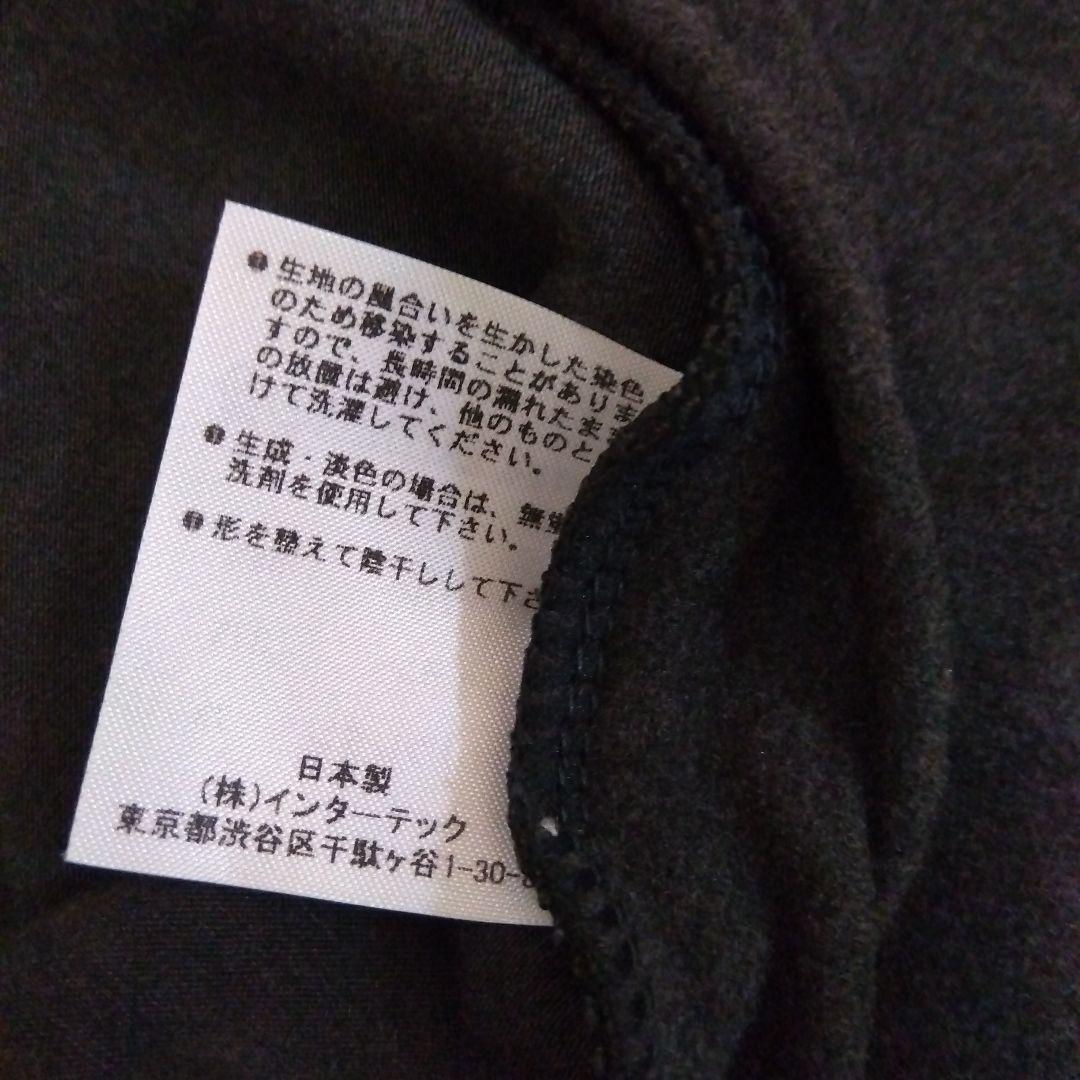 ●生地の風合いを生かした染色
のため移染することがありま
すので、長時間の濡れたまま
の放置は避け、他のものと
けて洗濯してください。
●生成．淡色の場合は、無蛍
洗剤を使用して下さい。
●形を整えて陰干しして下さ
日本製
(株)インターテック
東京都渋谷区千駄ヶ谷1-30-8